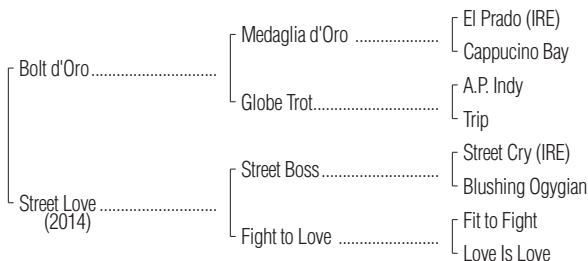 El Prado (IRE)
Medaglia d'Oro ....................
Cappucino Bay
Bolt d'Oro..............................
A.P. Indy
Globe Trot..............................
Trip
Street Cry (IRE)
Street Boss............................
Blushing Ogygian
Street Love ............................
(2014)
Fit to Fight
Fight to Love ........................
Love Is Love